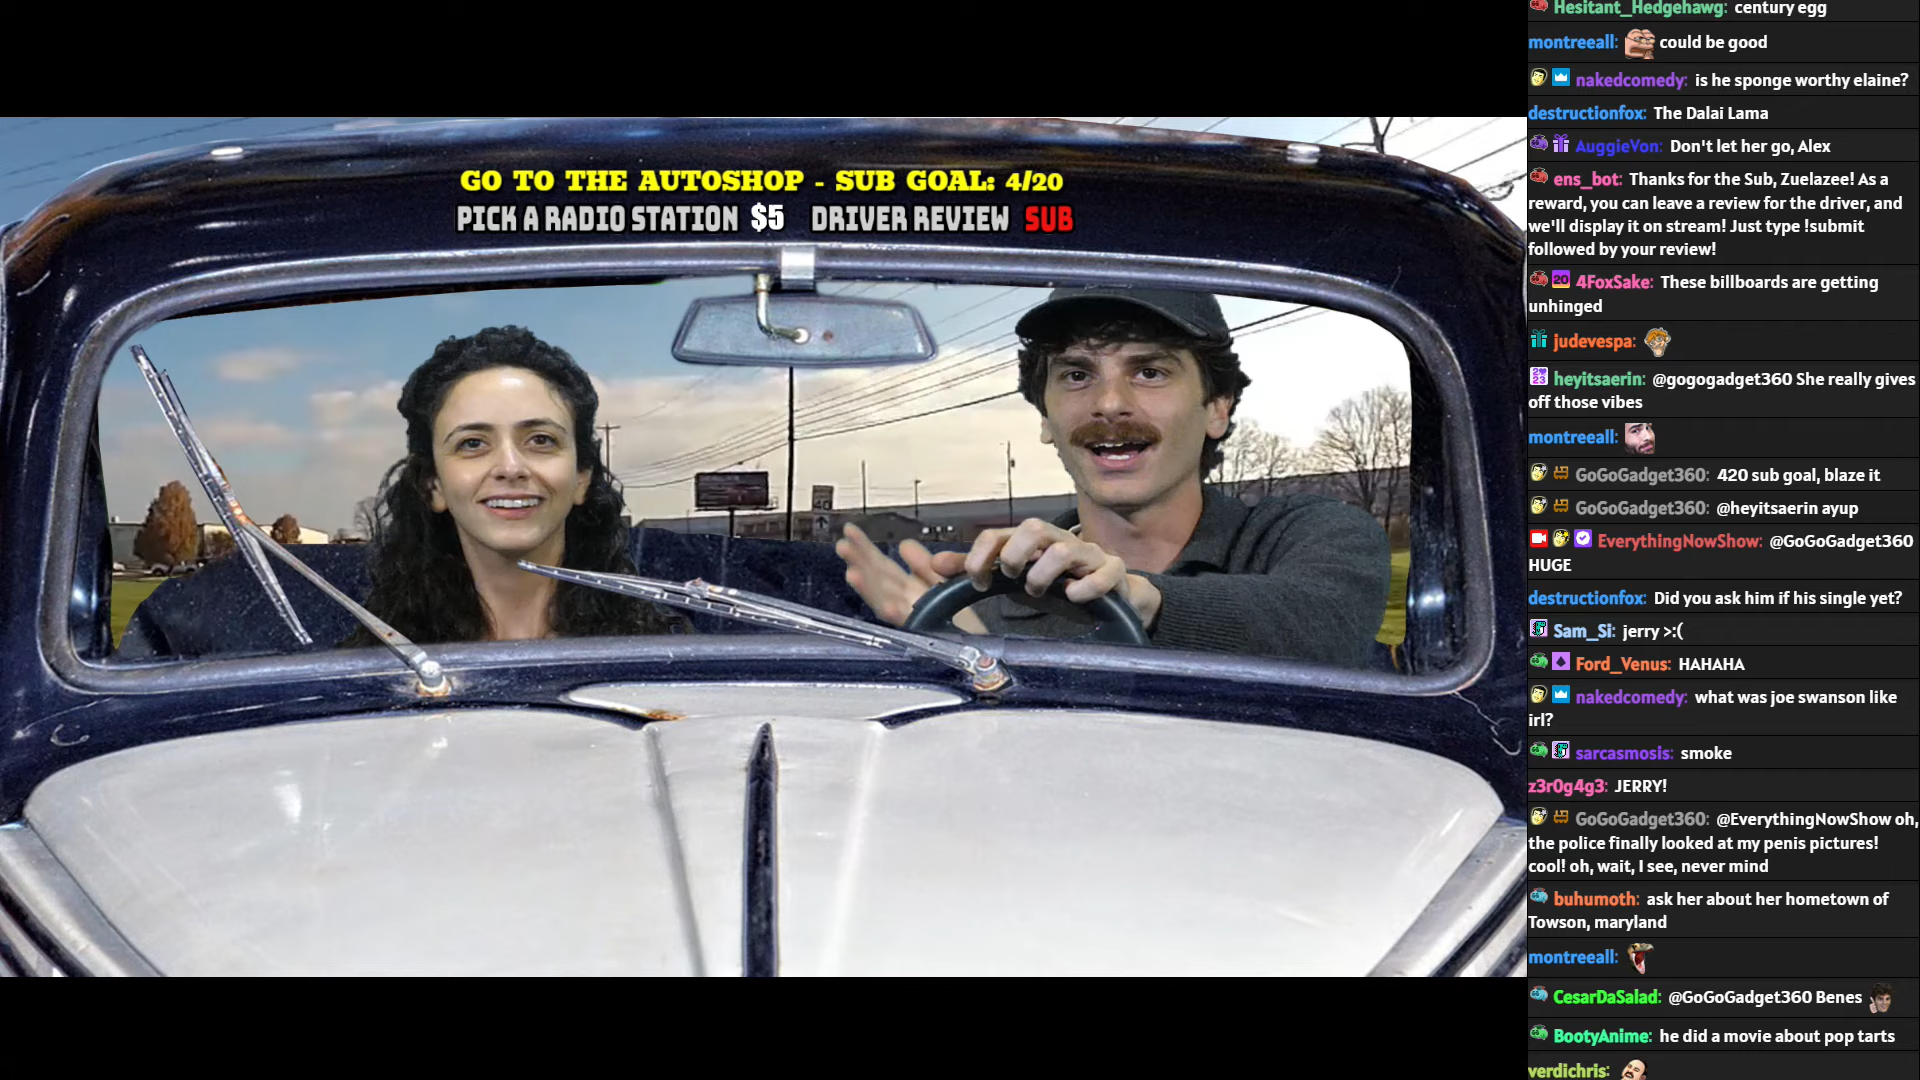 GO TO THE AUTOSHOP - SUB GOAL: 4/20
PICK A RADIO STATION $5 DRIVER REVIEW SUB
40
Hesitant_Hedgehawg: century egg
montreeall: could be good
nakedcomedy: is he sponge worthy elaine?
destructionfox: The Dalai Lama
AuggieVon: Don't let her go, Alex
ens_bot: Thanks for the Sub, Zuelazee! As a
reward, you can leave a review for the driver, and
we'll display it on stream! Just type !submit
followed by your review!
20 4FoxSake: These billboards are getting
unhinged
judevespa:
heyitsaerin: @gogogadget360 She really gives
off those vibes
montreeall:
GoGoGadget360: 420 sub goal, blaze it
GoGoGadget360: @heyitsaerin ayup
EverythingNowShow: @GoGoGadget360
HUGE
destructionfox: Did you ask him if his single yet?
Sam_Si: jerry >:(
Ford_Venus: HAHAHA
nakedcomedy: what was joe swanson like
irl?
sarcasmosis: smoke
z3r0g4g3: JERRY!
GoGoGadget360: @EverythingNowShow oh,
the police finally looked at my penis pictures!
cool! oh, wait, I see, never mind
buhumoth: ask her about her hometown of
Towson, maryland
montreeall:
CesarDaSalad: @GoGoGadget360 Benes
BootyAnime: he did a movie about pop tarts
verdichris: